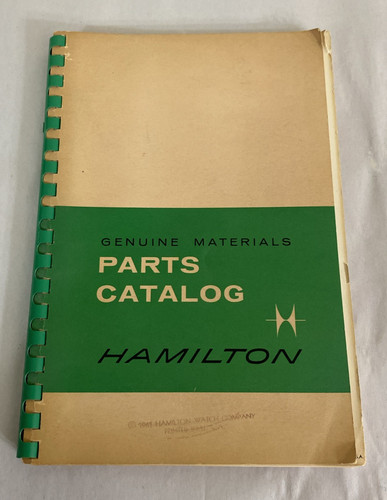 GENUINE MATERIALS
PARTS
CATALOG
HAMILTON
HAMILTON WATCH COMPANY